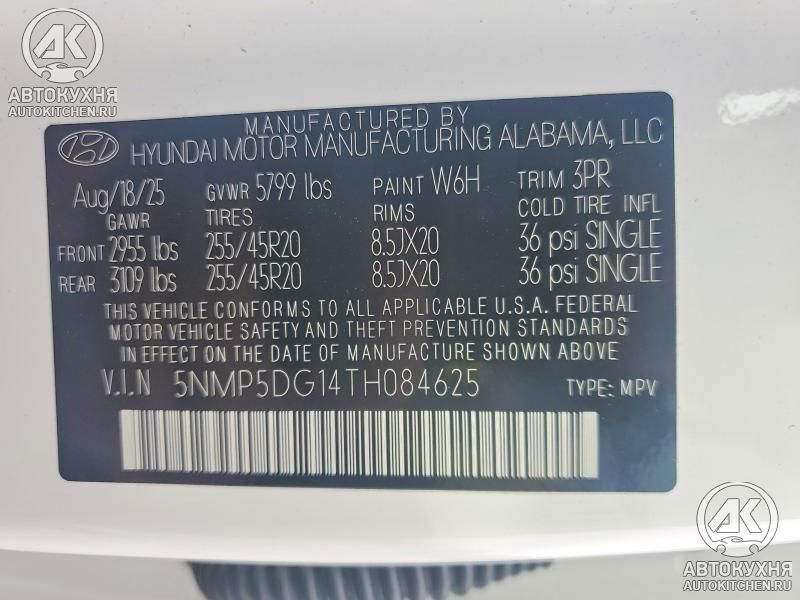 АК
АВТОКУХНЯ
AUTOKITCHEN.RU
MANUFACTURED BY
HYUNDAI MOTOR MANUFACTURING ALABAMA, LLC
Aug/18/25 GVWR 5799 lbs PAINT W6H TRIM 3PR
GAWR TIRES RIMS COLD TIRE INFL
FRONT 2955 lbs 255/45R20 8.5JX20 36 psi SINGLE
REAR 3109 lbs 255/45R20 8.5JX20 36 psi SINGLE
THIS VEHICLE CONFORMS TO ALL APPLICABLE U.S.A. FEDERAL
MOTOR VEHICLE SAFETY AND THEFT PREVENTION STANDARDS
IN EFFECT ON THE DATE OF MANUFACTURE SHOWN ABOVE.
V.I.N 5NMP5DG14TH084625 TYPE: MPV
АК
АВТОКУХНЯ
AUTOKITCHEN.RU